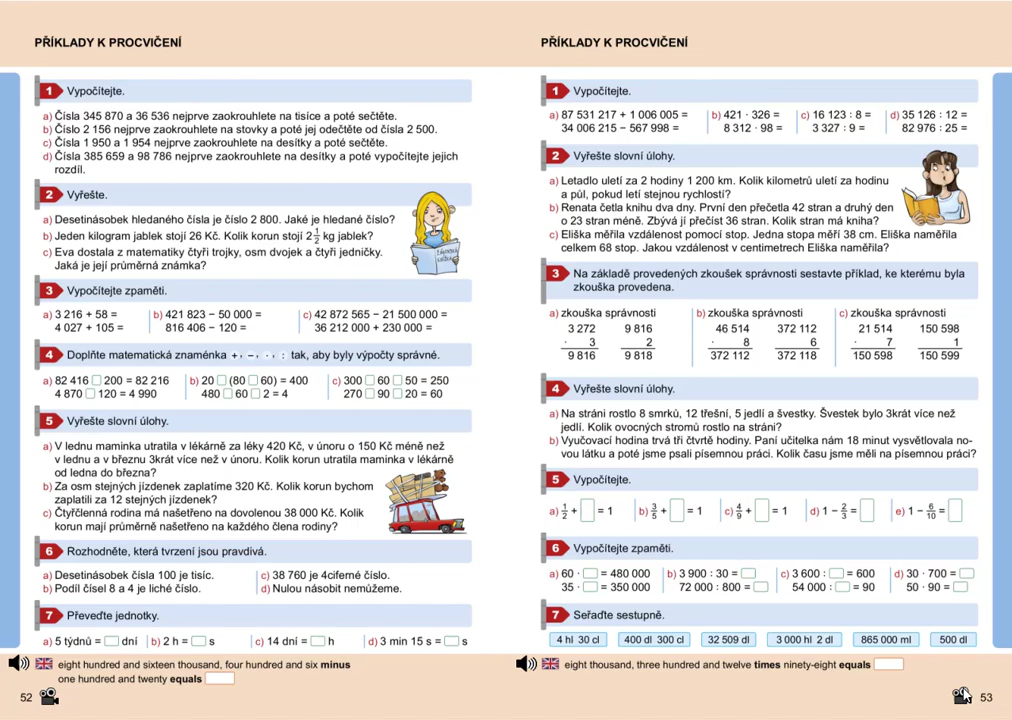 PŘÍKLADY K PROCVIČENÍ
1 Vypočítejte.
a) Čísla 345 870 a 36 536 nejprve zaokrouhlete na tisíce a poté sečtěte.
b) Číslo 2 156 nejprve zaokrouhlete na stovky a poté jej odečtěte od čísla 2 500.
c) Čísla 1 950 a 1 954 nejprve zaokrouhlete na desítky a poté sečtěte.
d) Čísla 385 659 a 98 786 nejprve zaokrouhlete na desítky a poté vypočítejte jejich
rozdíl.
2 Vyřešte.
a) Desetinásobek hledaného čísla je číslo 2 800. Jaké je hledané číslo?
b) Jeden kilogram jablek stojí 26 Kč. Kolik korun stojí 2 1/2 kg jablek?
c) Eva dostala z matematiky čtyři trojky, osm dvojek a čtyři jedničky.
Jaká je její průměrná známka?
3 Vypočítejte zpaměti.
a) 3 216 + 58 = b) 421 823 − 50 000 = c) 42 872 565 − 21 500 000 =
4 027 + 105 = 816 406 − 120 = 36 212 000 + 230 000 =
4 Doplňte matematická znaménka +, −, ·, : tak, aby byly výpočty správné.
a) 82 416 □ 200 = 82 216 b) 20 □ (80 □ 60) = 400 c) 300 □ 60 □ 50 = 250
4 870 □ 120 = 4 990 480 □ 60 □ 2 = 4 270 □ 90 □ 20 = 60
5 Vyřešte slovní úlohy.
a) V lednu maminka utratila v lékárně za léky 420 Kč, v únoru o 150 Kč méně než
v lednu a v březnu 3krát více než v únoru. Kolik korun utratila maminka v lékárně
od ledna do března?
b) Za osm stejných jízdenek zaplatíme 320 Kč. Kolik korun bychom
zaplatili za 12 stejných jízdenek?
c) Čtyřčlenná rodina má našetřeno na dovolenou 38 000 Kč. Kolik
korun mají průměrně našetřeno na každého člena rodiny?
6 Rozhodněte, která tvrzení jsou pravdivá.
a) Desetinásobek čísla 100 je tisíc. c) 38 760 je 4ciferné číslo.
b) Podíl čísel 8 a 4 je liché číslo. d) Nulou násobit nemůžeme.
7 Převeďte jednotky.
a) 5 týdnů = □ dní b) 2 h = □ s c) 14 dní = □ h d) 3 min 15 s = □ s
eight hundred and sixteen thousand, four hundred and six minus
one hundred and twenty equals
52
PŘÍKLADY K PROCVIČENÍ
1 Vypočítejte.
a) 87 531 217 + 1 006 005 = b) 421 · 326 = c) 16 123 : 8 = d) 35 126 : 12 =
34 006 215 − 567 998 = 8 312 · 98 = 3 327 : 9 = 82 976 : 25 =
2 Vyřešte slovní úlohy.
a) Letadlo uletí za 2 hodiny 1 200 km. Kolik kilometrů uletí za hodinu
a půl, pokud letí stejnou rychlostí?
b) Renata četla knihu dva dny. První den přečetla 42 stran a druhý den
o 23 stran méně. Zbývá jí přečíst 36 stran. Kolik stran má kniha?
c) Eliška měřila vzdálenost pomocí stop. Jedna stopa měří 38 cm. Eliška naměřila
celkem 68 stop. Jakou vzdálenost v centimetrech Eliška naměřila?
3 Na základě provedených zkoušek správnosti sestavte příklad, ke kterému byla
zkouška provedena.
a) zkouška správnosti b) zkouška správnosti c) zkouška správnosti
3 272 9 816 46 514 372 112 21 514 150 598
· 3 2 · 8 6 · 7 1
9 816 9 818 372 112 372 118 150 598 150 599
4 Vyřešte slovní úlohy.
a) Na stráni rostlo 8 smrků, 12 třešní, 5 jedlí a švestky. Švestek bylo 3krát více než
jedlí. Kolik ovocných stromů rostlo na stráni?
b) Vyučovací hodina trvá tři čtvrtě hodiny. Paní učitelka nám 18 minut vysvětlovala no-
vou látku a poté jsme psali písemnou práci. Kolik času jsme měli na písemnou práci?
5 Vypočítejte.
a) 1/2 + □ = 1 b) 3/5 + □ = 1 c) 4/9 + □ = 1 d) 1 − 2/3 = □ e) 1 − 6/10 = □
6 Vypočítejte zpaměti.
a) 60 · □ = 480 000 b) 3 900 : 30 = □ c) 3 600 : □ = 600 d) 30 · 700 = □
35 · □ = 350 000 72 000 : 800 = □ 54 000 : □ = 90 50 · 90 = □
7 Seřaďte sestupně.
4 hl 30 cl 400 dl 300 cl 32 509 dl 3 000 hl 2 dl 865 000 ml 500 dl
eight thousand, three hundred and twelve times ninety-eight equals
53